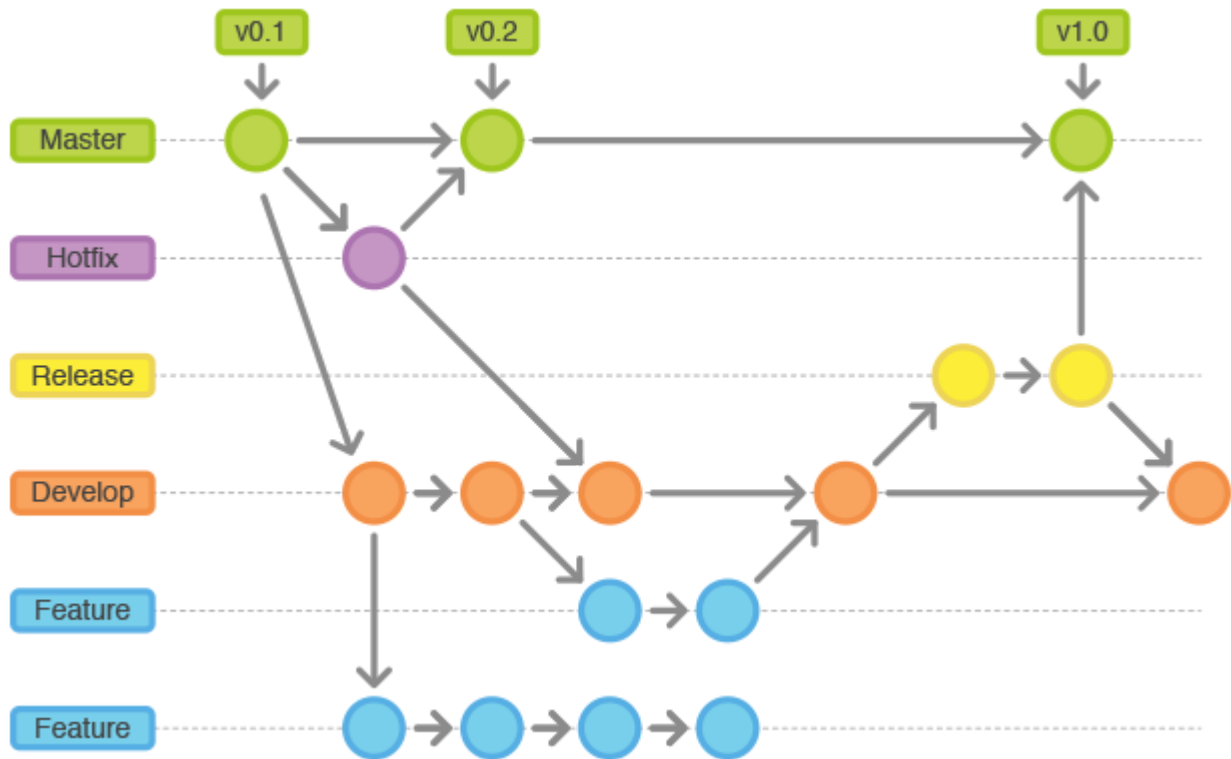 v0.1
v0.2
v1.0
Master
Hotfix
Release
Develop
Feature
Feature